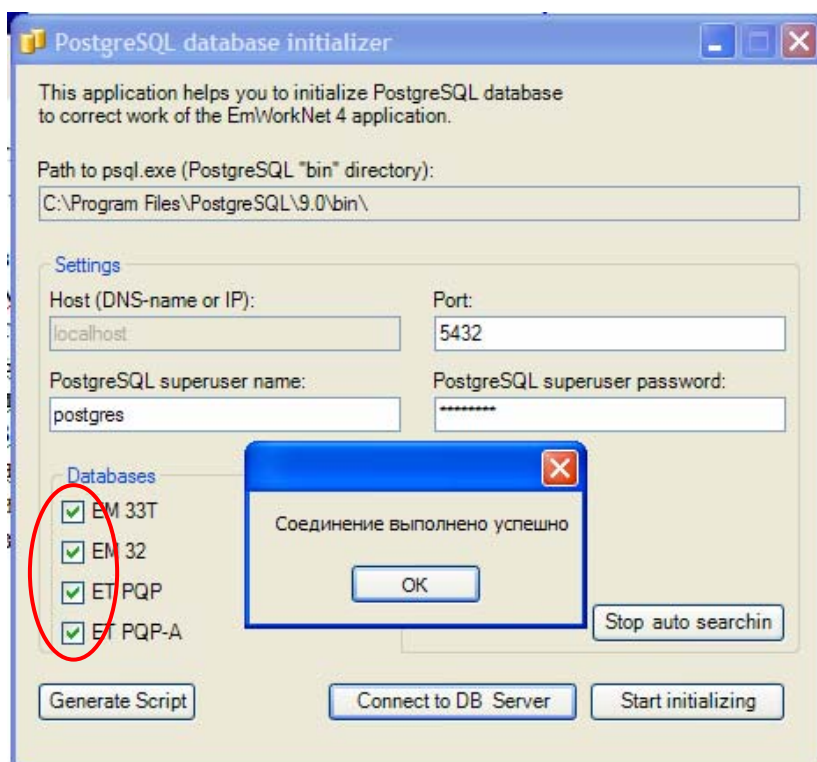 PostgreSQL database initializer
This application helps you to initialize PostgreSQL database
to correct work of the EmWorkNet 4 application.
Path to psql.exe (PostgreSQL "bin" directory):
C:\Program Files\PostgreSQL\9.0\bin\
Settings
Host (DNS-name or IP):
Port:
localhost
5432
PostgreSQL superuser name:
PostgreSQL superuser password:
postgres
********
Databases
EM 33T
EM 32
ET PQP
ET PQP-A
Соединение выполнено успешно
OK
Stop auto searchin
Generate Script
Connect to DB Server
Start initializing